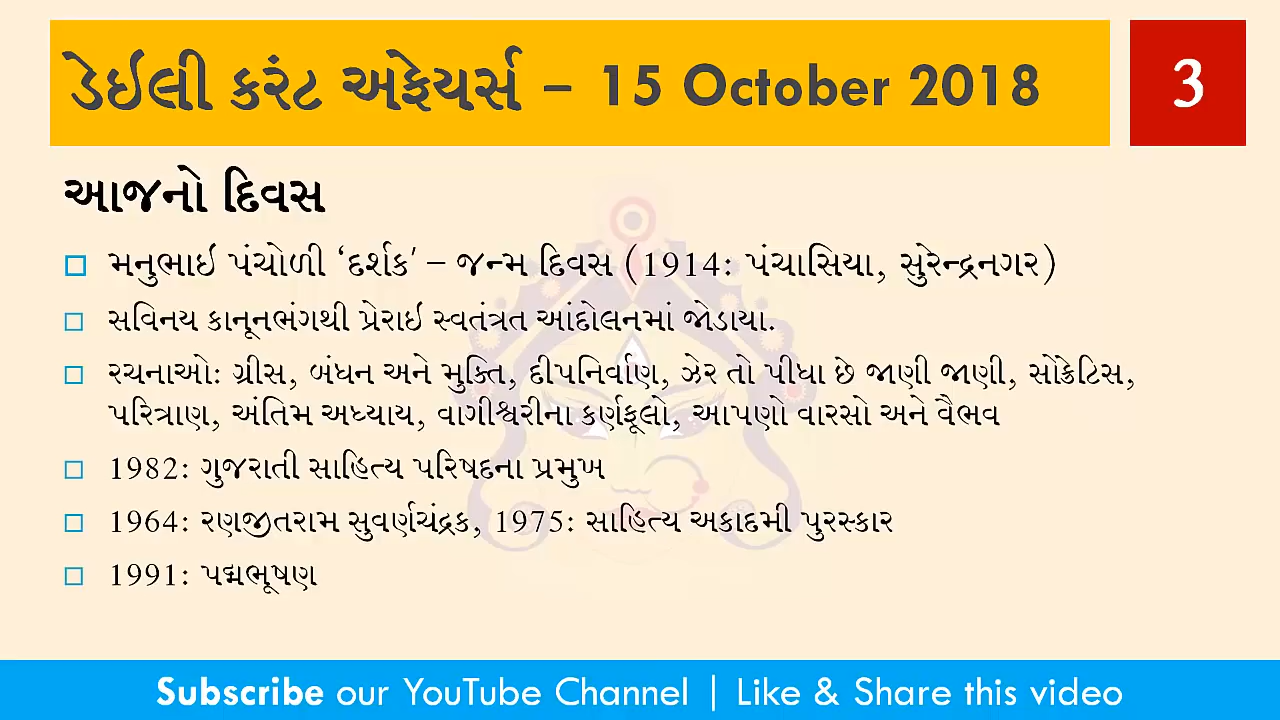 ડેઈલી કરંટ અફેયર્સ – 15 October 2018
3
આજનો દિવસ
મનુભાઇ પંચોળી ‘દર્શક’ – જન્મ દિવસ (1914: પંચાસિયા, સુરેન્દ્રનગર)
સવિનય કાનૂનભંગથી પ્રેરાઇ સ્વતંત્રત આંદોલનમાં જોડાયા.
રચનાઓ: ગ્રીસ, બંધન અને મુક્તિ, દીપનિર્વાણ, ઝેર તો પીધા છે જાણી જાણી, સોક્રેટિસ,
પરિત્રાણ, અંતિમ અધ્યાય, વાગીશ્વરીના કર્ણફૂલો, આપણો વારસો અને વૈભવ
1982: ગુજરાતી સાહિત્ય પરિષદના પ્રમુખ
1964: રણજીતરામ સુવર્ણચંદ્રક, 1975: સાહિત્ય અકાદમી પુરસ્કાર
1991: પદ્મભૂષણ
Subscribe our YouTube Channel | Like & Share this video